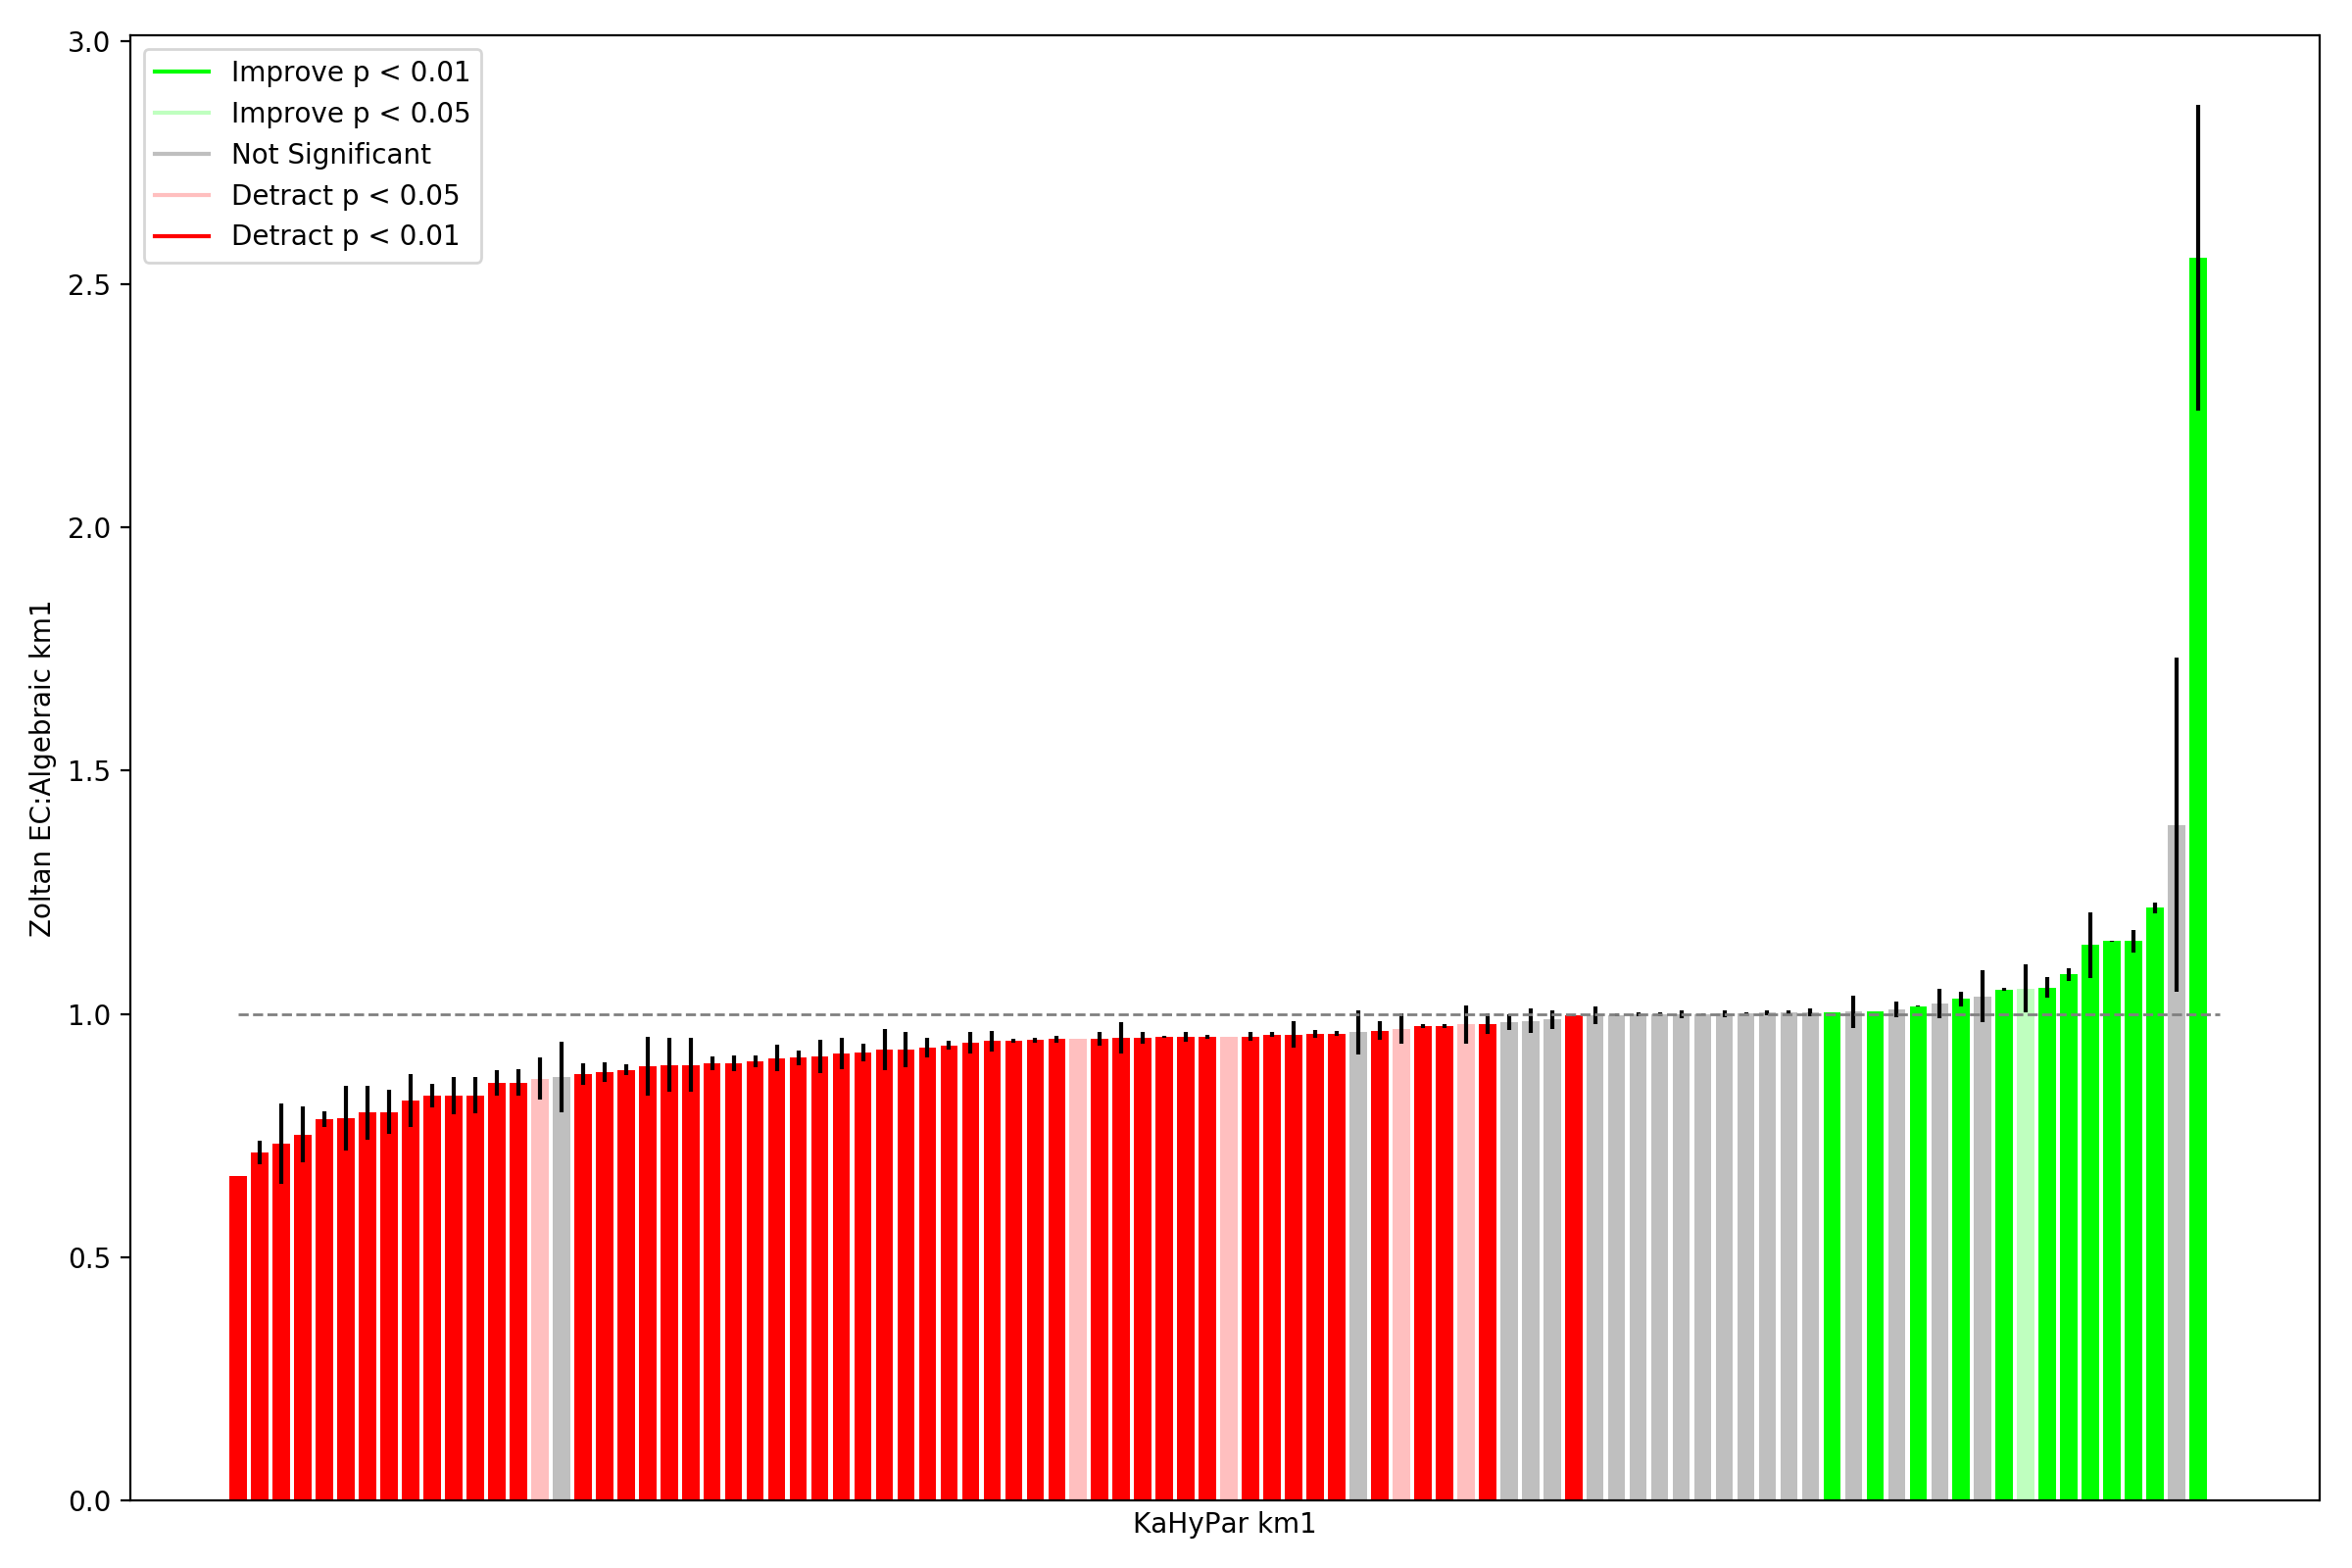 Improve p < 0.01
Improve p < 0.05
Not Significant
Detract p < 0.05
Detract p < 0.01
3.0
2.5
2.0
1.5
1.0
0.5
0.0
Zoltan EC:Algebraic km1
KaHyPar km1